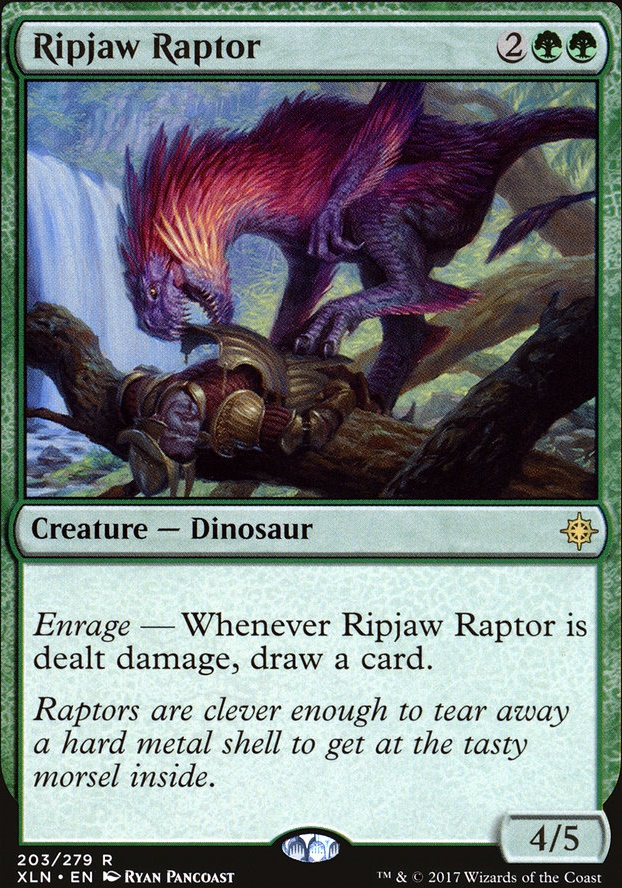 Ripjaw Raptor 2
Creature — Dinosaur
Enrage — Whenever Ripjaw Raptor is
dealt damage, draw a card.
Raptors are clever enough to tear away
a hard metal shell to get at the tasty
morsel inside.
4/5
203/279 R
XLN • EN Ryan Pancoast
™ & © 2017 Wizards of the Coast